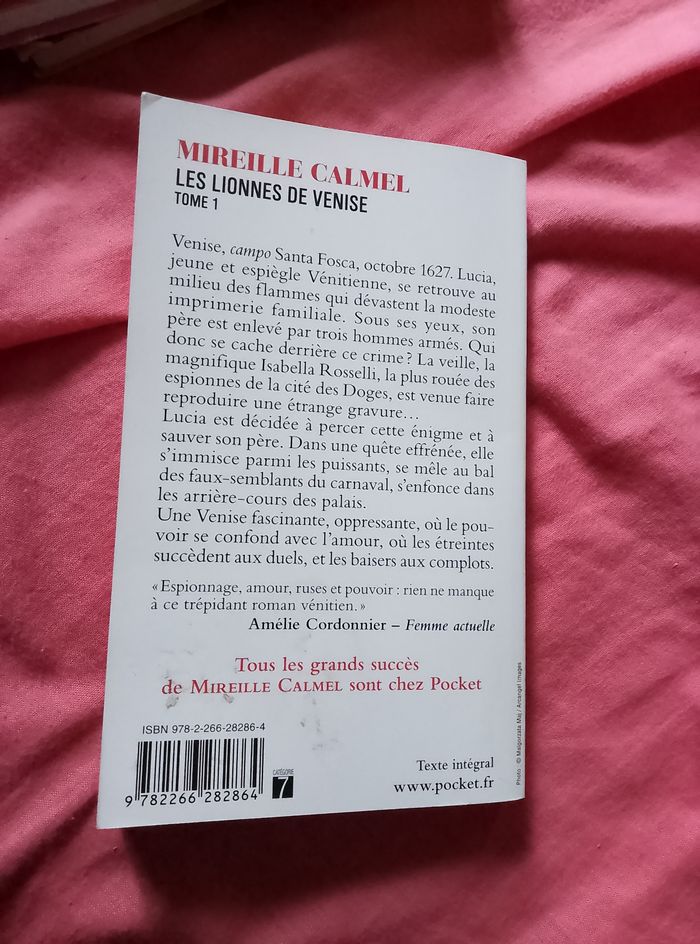 MIREILLE CALMEL
LES LIONNES DE VENISE
TOME 1
Venise, campo Santa Fosca, octobre 1627. Lucia,
jeune et espiègle Vénitienne, se retrouve au
milieu des flammes qui dévastent la modeste
imprimerie familiale. Sous ses yeux, son
père est enlevé par trois hommes armés. Qui
donc se cache derrière ce crime ? La veille, la
magnifique Isabella Rosselli, la plus rouée des
espionnes de la cité des Doges, est venue faire
reproduire une étrange gravure…
Lucia est décidée à percer cette énigme et à
sauver son père. Dans une quête effrénée, elle
s'immisce parmi les puissants, se mêle au bal
des faux-semblants du carnaval, s'enfonce dans
les arrière-cours des palais.
Une Venise fascinante, oppressante, où le pou-
voir se confond avec l'amour, où les étreintes
succèdent aux duels, et les baisers aux complots.
« Espionnage, amour, ruses et pouvoir : rien ne manque
à ce trépidant roman vénitien. »
Amélie Cordonnier – Femme actuelle
Tous les grands succès
de MIREILLE CALMEL sont chez Pocket
ISBN 978-2-266-28286-4
9 782266 282864
CATÉGORIE
7
Texte intégral
www.pocket.fr
Photo : © Malgorzata Maj / Arcangel Images